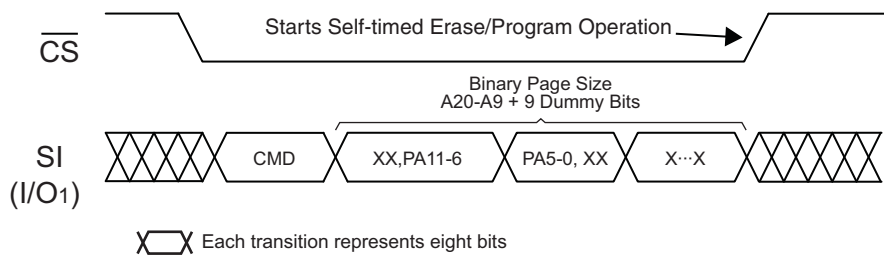 Starts Self-timed Erase/Program Operation
CS
Binary Page Size
A20-A9 + 9 Dummy Bits
SI
(I/O1)
CMD
XX,PA11-6
PA5-0, XX
X···X
Each transition represents eight bits